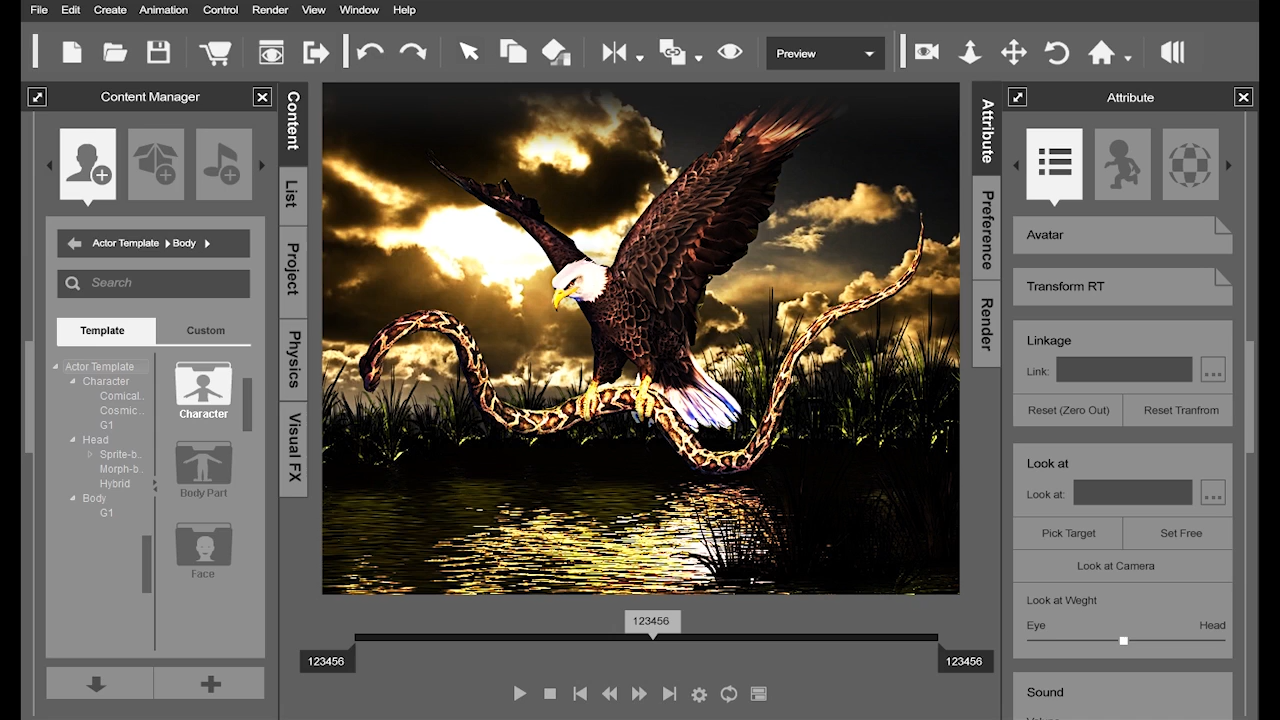 File Edit Create Animation Control Render View Window Help
Preview
Content Manager
Actor Template Body
Search
Template Custom
Actor Template
Character
Comical..
Cosmic..
G1
Head
Sprite-b..
Morph-b..
Hybrid
Body
G1
Character
Body Part
Face
Content
List
Project
Physics
Visual FX
123456
123456
123456
Attribute
Preference
Render
Attribute
Avatar
Transform RT
Linkage
Link:
Reset (Zero Out) Reset Tranfrom
Look at
Look at:
Pick Target Set Free
Look at Camera
Look at Weght
Eye Head
Sound